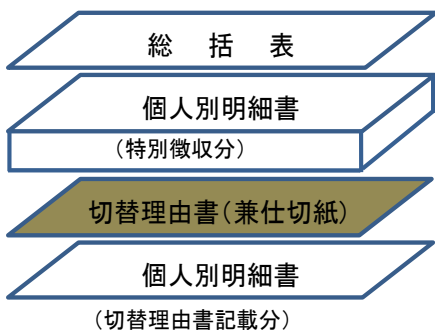 総　括　表
個人別明細書
（特別徴収分）
切替理由書（兼仕切紙）
個人別明細書
（切替理由書記載分）